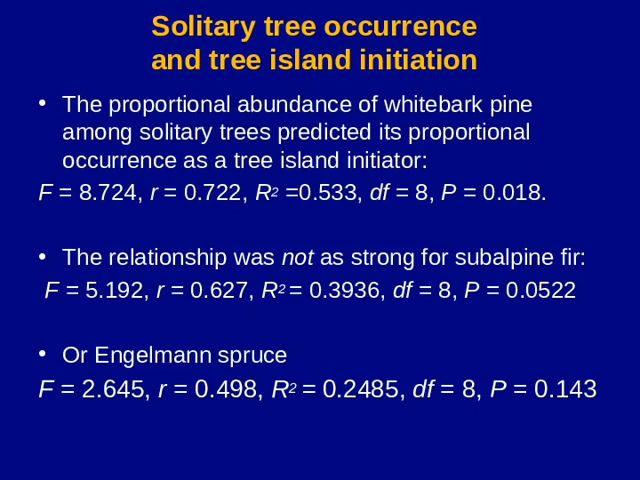 Solitary tree occurrence
and tree island initiation
• The proportional abundance of whitebark pine
among solitary trees predicted its proportional
occurrence as a tree island initiator:
F = 8.724, r = 0.722, R2 =0.533, df = 8, P = 0.018.
• The relationship was not as strong for subalpine fir:
F = 5.192, r = 0.627, R2 = 0.3936, df = 8, P = 0.0522
• Or Engelmann spruce
F = 2.645, r = 0.498, R2 = 0.2485, df = 8, P = 0.143